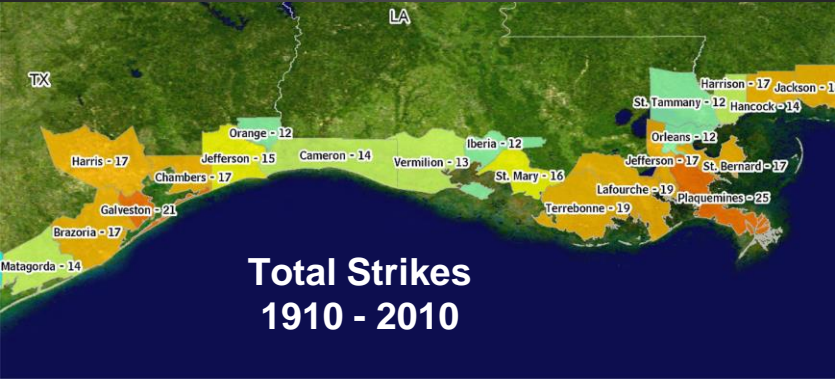 LA
TX
Harrison - 17
Jackson - 1
St. Tammany - 12
Hancock - 14
Orange - 12
Orleans - 12
Iberia - 12
Harris - 17
Jefferson - 15
Cameron - 14
Vermilion - 13
Jefferson - 17
St. Bernard - 17
Chambers - 17
St. Mary - 16
Lafourche - 19
Plaquemines - 25
Galveston - 21
Terrebonne - 19
Brazoria - 17
Matagorda - 14
Total Strikes
1910 - 2010